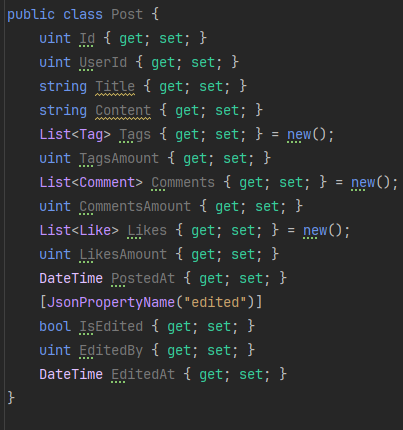 public class Post {
    uint Id { get; set; }
    uint UserId { get; set; }
    string Title { get; set; }
    string Content { get; set; }
    List<Tag> Tags { get; set; } = new();
    uint TagsAmount { get; set; }
    List<Comment> Comments { get; set; } = new();
    uint CommentsAmount { get; set; }
    List<Like> Likes { get; set; } = new();
    uint LikesAmount { get; set; }
    DateTime PostedAt { get; set; }
    [JsonPropertyName("edited")]
    bool IsEdited { get; set; }
    uint EditedBy { get; set; }
    DateTime EditedAt { get; set; }
}